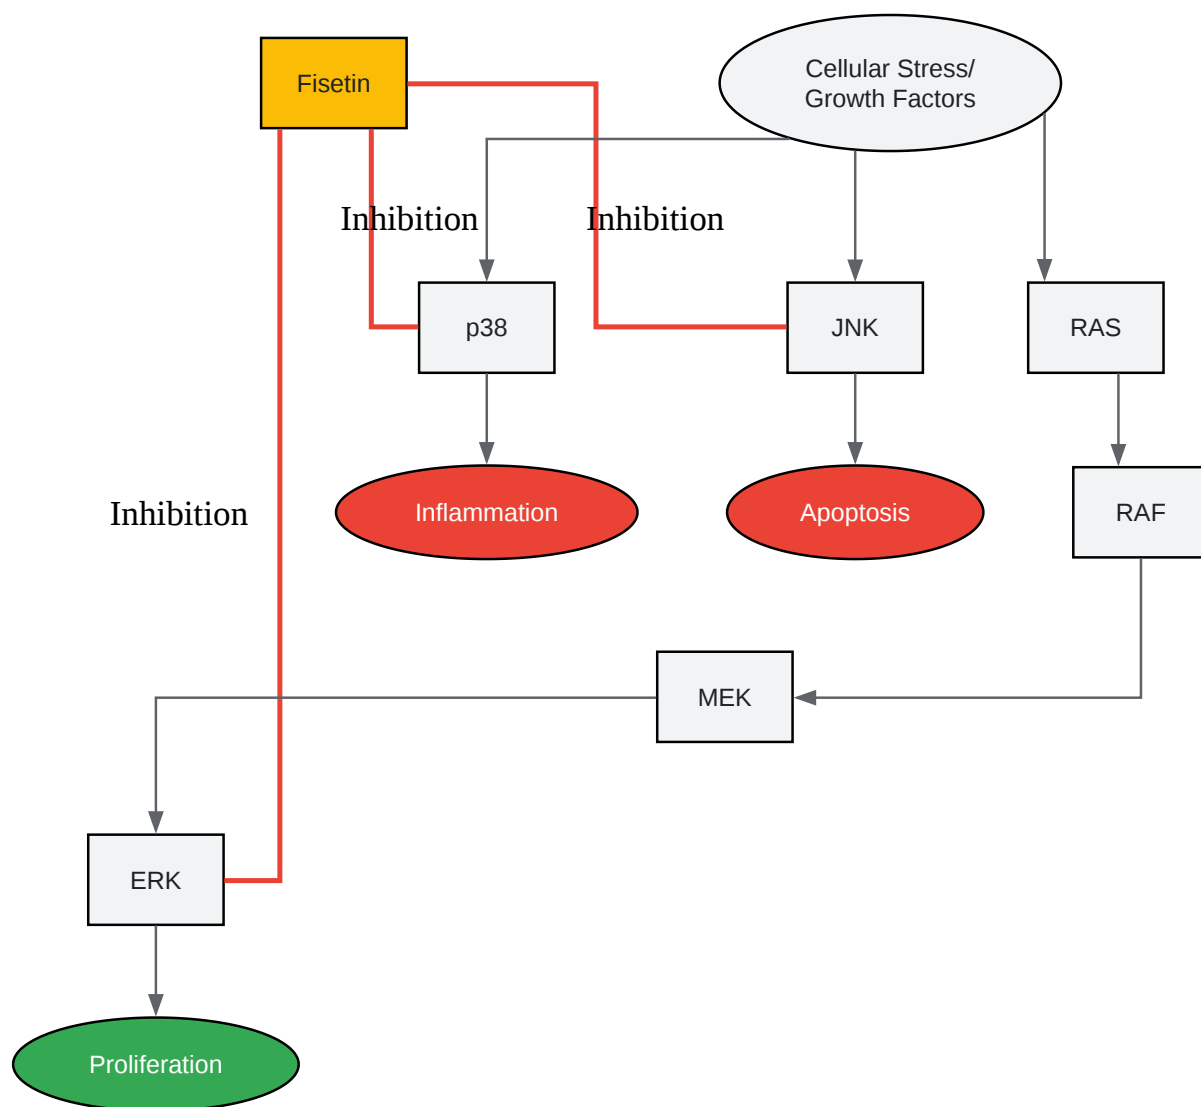 Fisetin
Cellular Stress/
Growth Factors
Inhibition
Inhibition
p38
JNK
RAS
Inhibition
Inflammation
Apoptosis
RAF
MEK
ERK
Proliferation